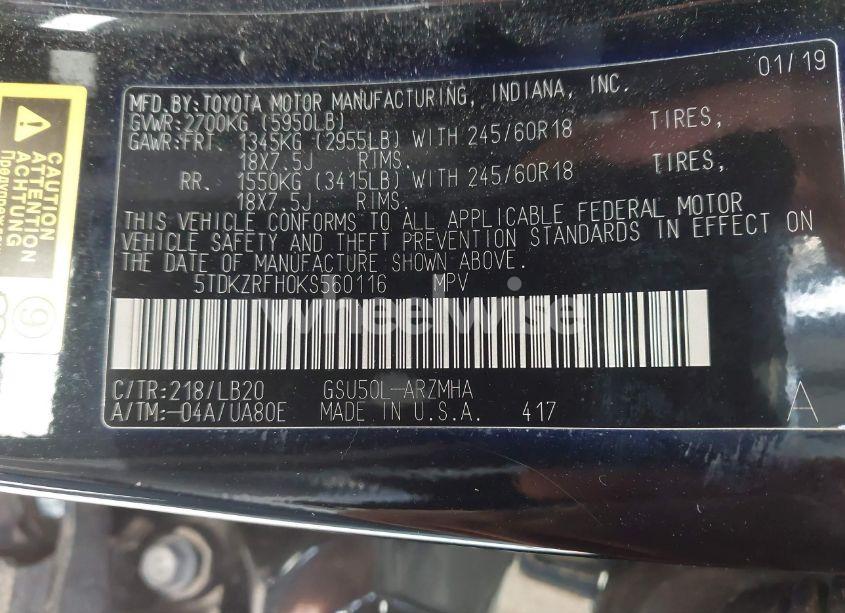 01/19
MFD.BY:TOYOTA MOTOR MANUFACTURING, INDIANA, INC.
GVWR:2700KG (5950LB)
GAWR:FRT. 1345KG (2955LB) WITH 245/60R18 TIRES,
18X7.5J RIMS.
RR. 1550KG (3415LB) WITH 245/60R18 TIRES,
18X7.5J RIMS.
THIS VEHICLE CONFORMS TO ALL APPLICABLE FEDERAL MOTOR
VEHICLE SAFETY AND THEFT PREVENTION STANDARDS IN EFFECT ON
THE DATE OF MANUFACTURE SHOWN ABOVE.
5TDKZRFH0KS560116 MPV
wheelwise
C/TR:218/LB20 GSU50L-ARZMHA
A/TM:-04A/UA80E MADE IN U.S.A. 417
A
CAUTION
ATTENTION
ACHTUNG